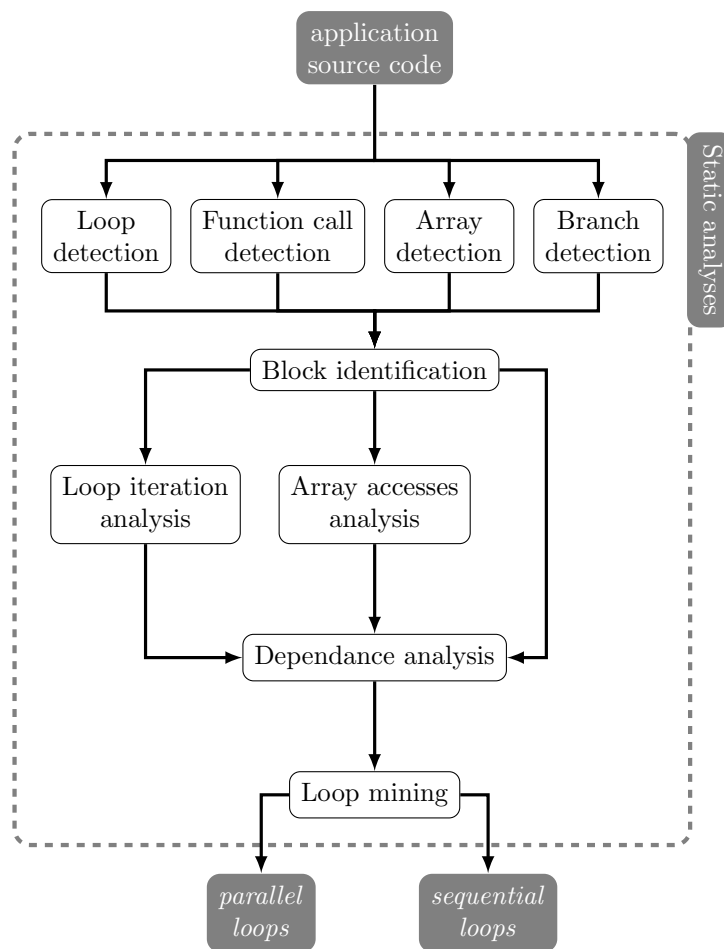 application
source code
Static analyses
Loop
detection
Function call
detection
Array
detection
Branch
detection
Block identification
Loop iteration
analysis
Array accesses
analysis
Dependance analysis
Loop mining
parallel
loops
sequential
loops